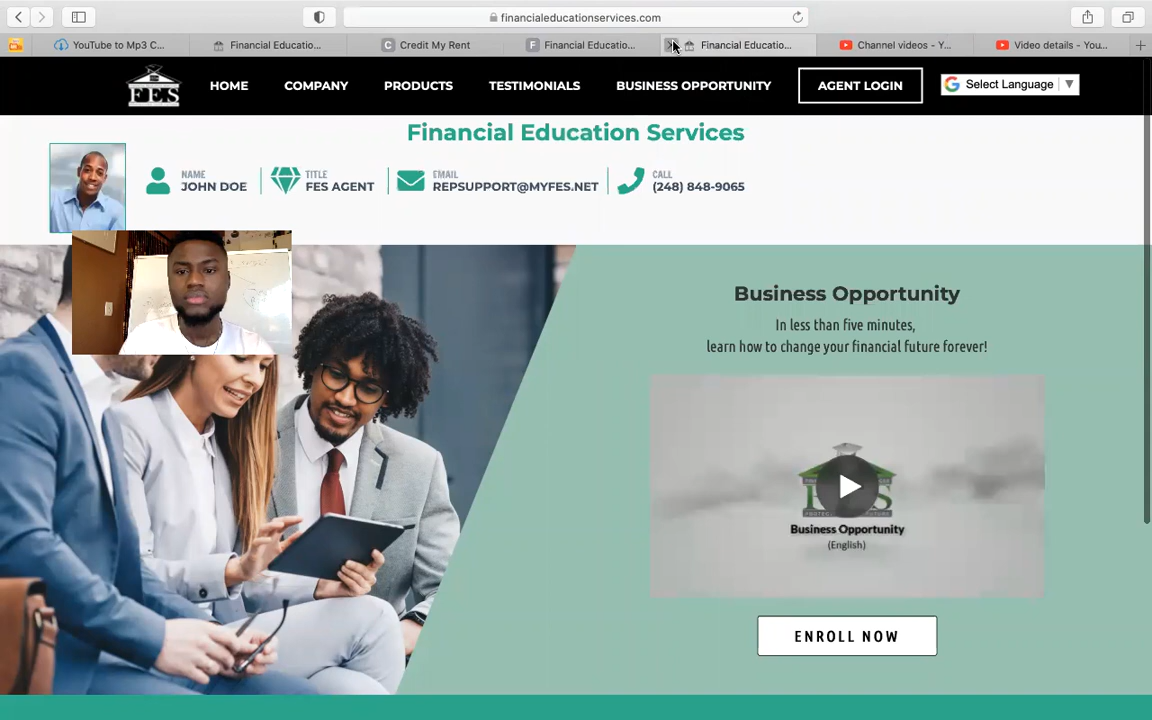 financialeducationservices.com
YouTube to Mp3 C...
Financial Educatio...
C
Credit My Rent
F
Financial Educatio...
Financial Educatio...
Channel videos - Y...
Video details - You...
FES
HOME
COMPANY
PRODUCTS
TESTIMONIALS
BUSINESS OPPORTUNITY
AGENT LOGIN
G Select Language ▼
Financial Education Services
NAME
JOHN DOE
TITLE
FES AGENT
EMAIL
REPSUPPORT@MYFES.NET
CALL
(248) 848-9065
Business Opportunity
In less than five minutes,
learn how to change your financial future forever!
Business Opportunity
(English)
ENROLL NOW